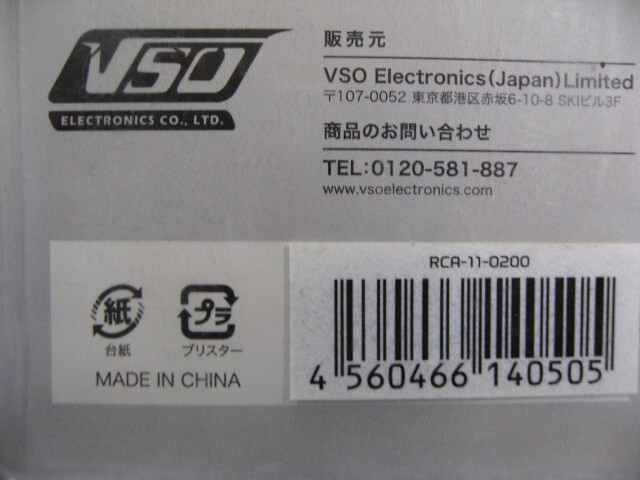 VSO
ELECTRONICS CO., LTD.
販売元
VSO Electronics(Japan)Limited
〒107-0052 東京都港区赤坂6-10-8 SKIビル3F
商品のお問い合わせ
TEL:0120-581-887
www.vsoelectronics.com
紙
台紙
プラ
ブリスター
MADE IN CHINA
RCA-11-0200
4 560466 140505